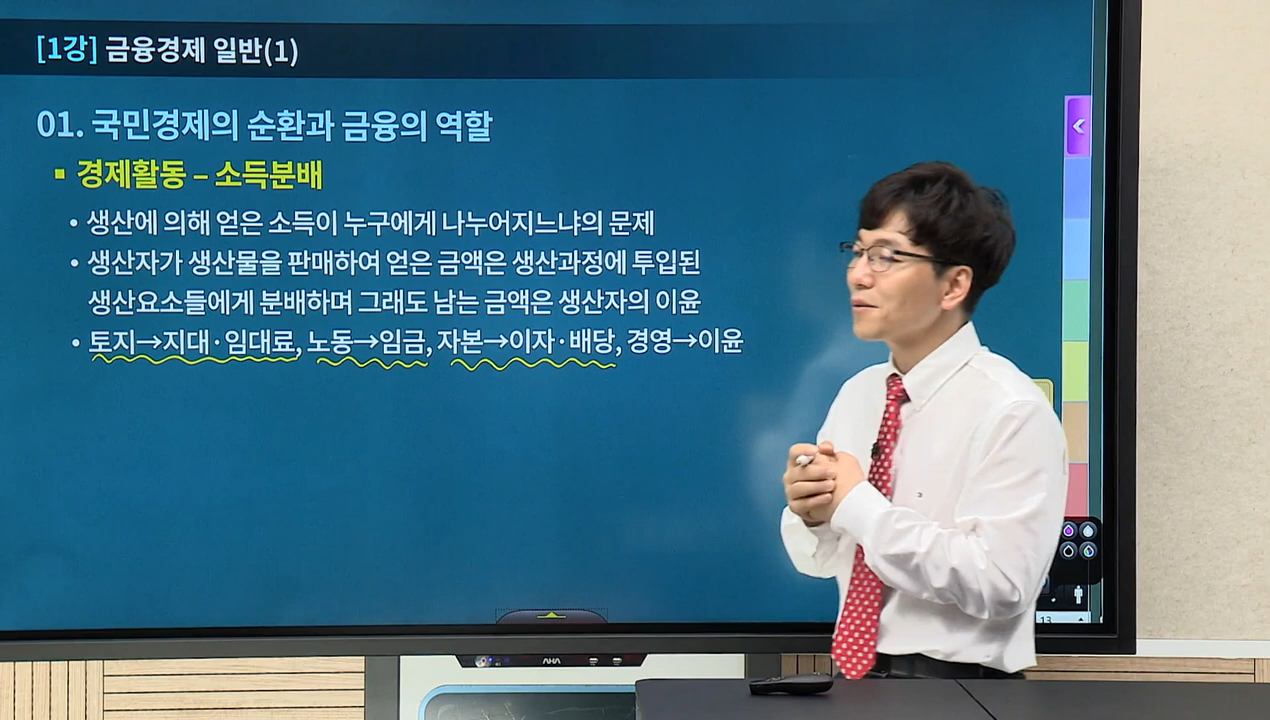 [1강] 금융경제 일반(1)
01. 국민경제의 순환과 금융의 역할
▪ 경제활동 – 소득분배
• 생산에 의해 얻은 소득이 누구에게 나누어지느냐의 문제
• 생산자가 생산물을 판매하여 얻은 금액은 생산과정에 투입된
생산요소들에게 분배하며 그래도 남는 금액은 생산자의 이윤
• 토지→지대·임대료, 노동→임금, 자본→이자·배당, 경영→이윤
13
AHA